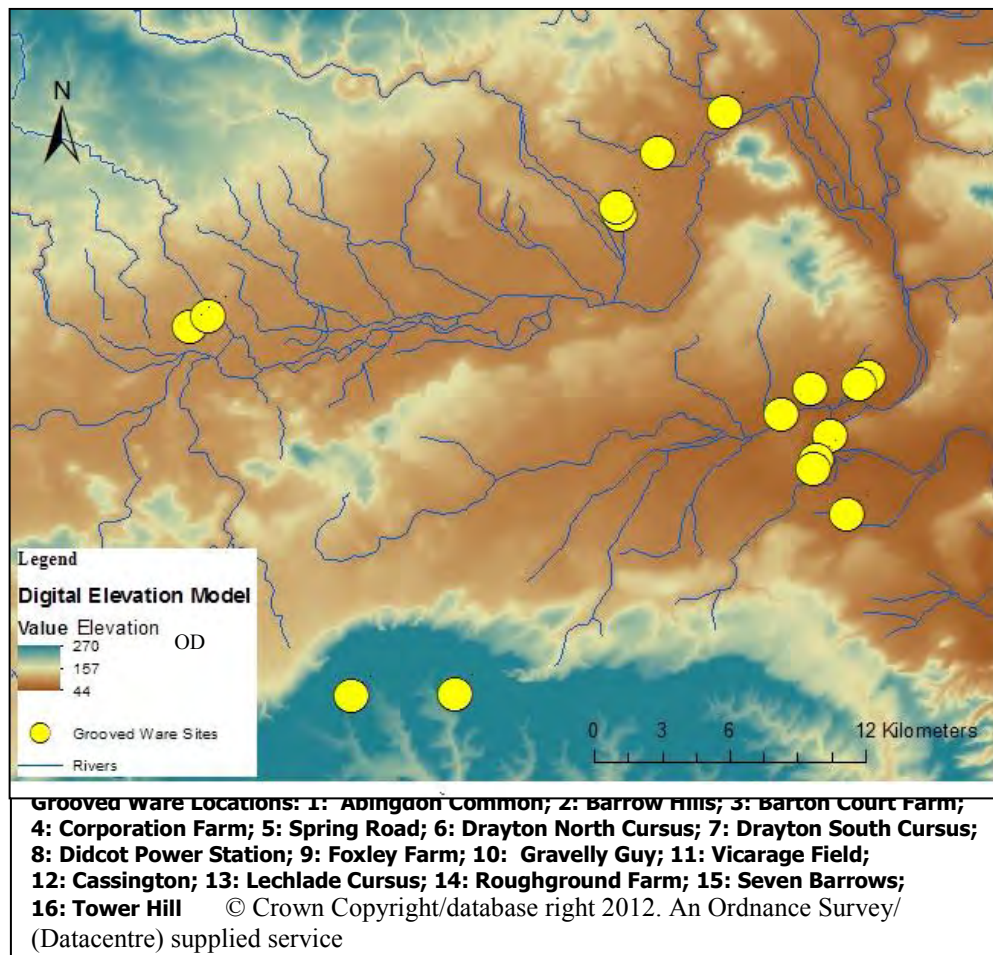 N
Legend
Digital Elevation Model
Value Elevation OD
270
157
44
Grooved Ware Sites
Rivers
0 3 6 12 Kilometers
Grooved Ware Locations: 1: Abingdon Common; 2: Barrow Hills; 3: Barton Court Farm;
4: Corporation Farm; 5: Spring Road; 6: Drayton North Cursus; 7: Drayton South Cursus;
8: Didcot Power Station; 9: Foxley Farm; 10: Gravelly Guy; 11: Vicarage Field;
12: Cassington; 13: Lechlade Cursus; 14: Roughground Farm; 15: Seven Barrows;
16: Tower Hill © Crown Copyright/database right 2012. An Ordnance Survey/
(Datacentre) supplied service